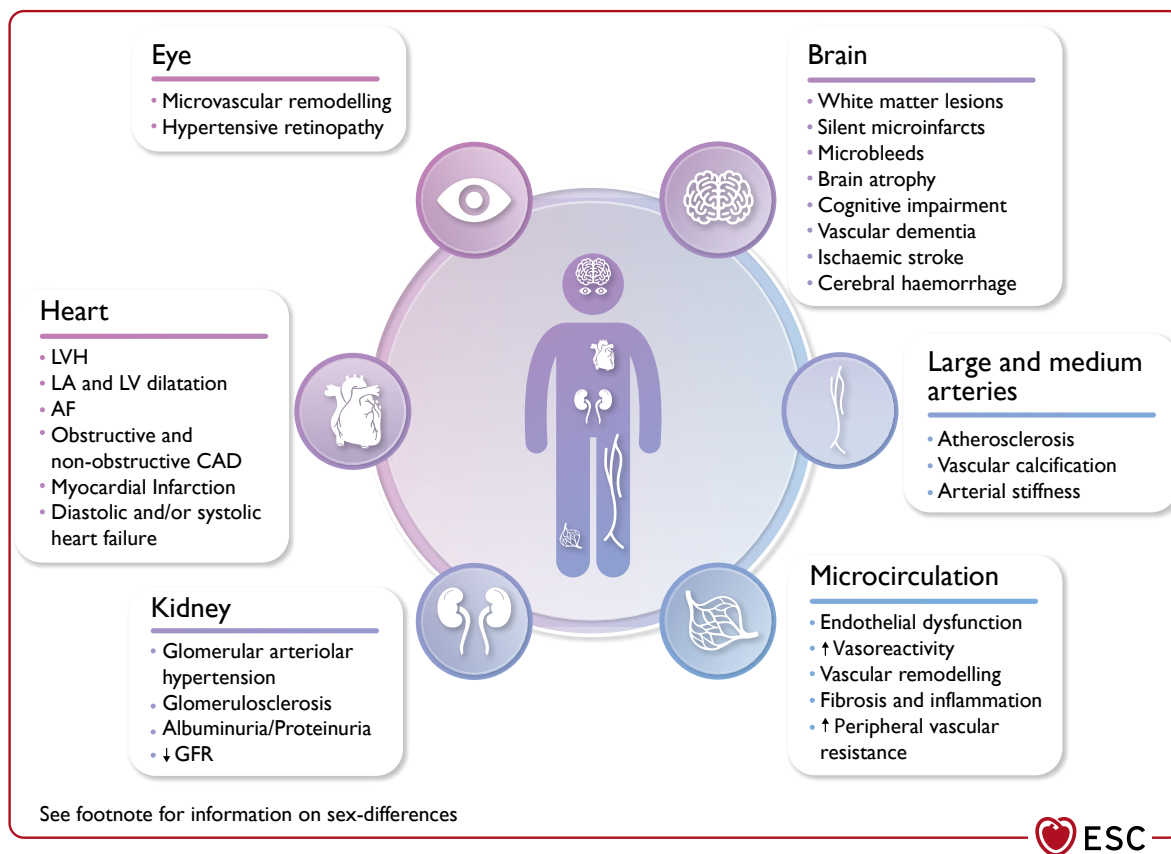 Eye
• Microvascular remodelling
• Hypertensive retinopathy
Brain
• White matter lesions
• Silent microinfarcts
• Microbleeds
• Brain atrophy
• Cognitive impairment
• Vascular dementia
• Ischaemic stroke
• Cerebral haemorrhage
Heart
• LVH
• LA and LV dilatation
• AF
• Obstructive and
non-obstructive CAD
• Myocardial Infarction
• Diastolic and/or systolic
heart failure
Large and medium
arteries
• Atherosclerosis
• Vascular calcification
• Arterial stiffness
Kidney
• Glomerular arteriolar
hypertension
• Glomerulosclerosis
• Albuminuria/Proteinuria
• ↓ GFR
Microcirculation
• Endothelial dysfunction
• ↑ Vasoreactivity
• Vascular remodelling
• Fibrosis and inflammation
• ↑ Peripheral vascular
resistance
See footnote for information on sex-differences
ESC